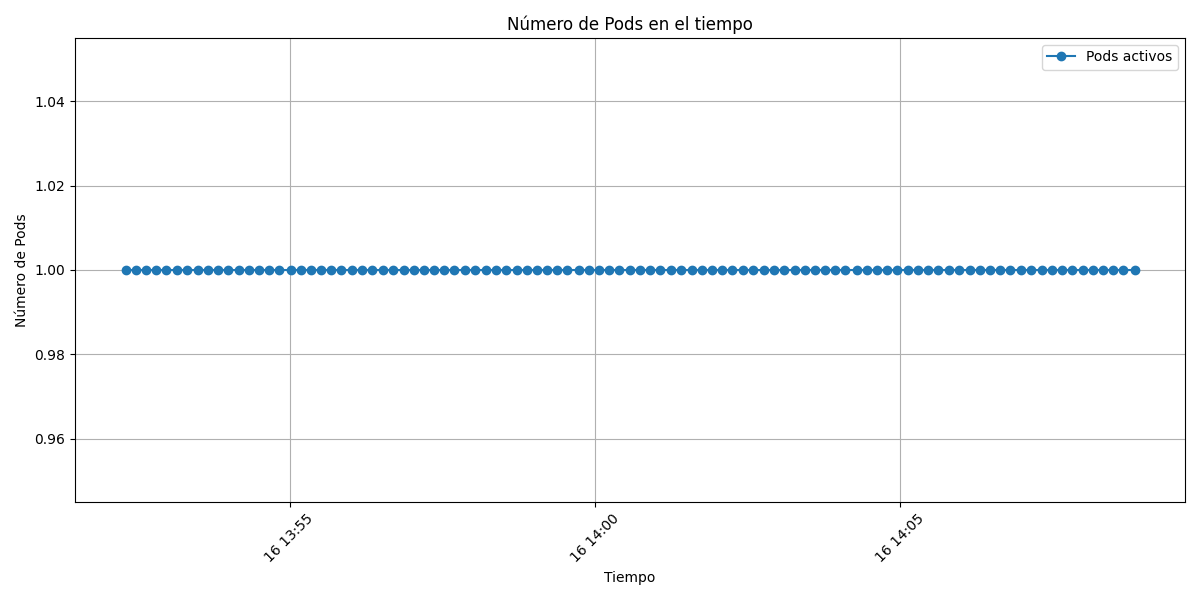 Número de Pods en el tiempo
Pods activos
1.04
1.02
1.00
0.98
0.96
Número de Pods
16 13:55
16 14:00
16 14:05
Tiempo